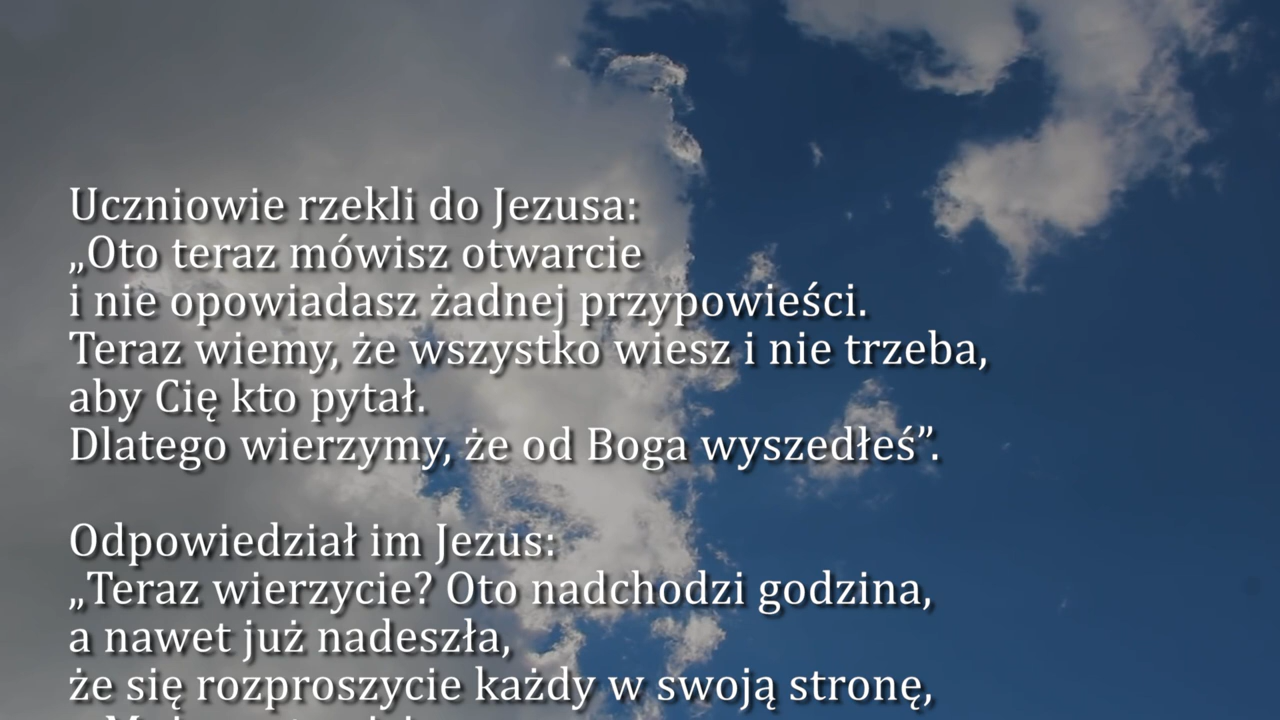 Uczniowie rzekli do Jezusa:
„Oto teraz mówisz otwarcie
i nie opowiadasz żadnej przypowieści.
Teraz wiemy, że wszystko wiesz i nie trzeba,
aby Cię kto pytał.
Dlatego wierzymy, że od Boga wyszedłeś”.
Odpowiedział im Jezus:
„Teraz wierzycie? Oto nadchodzi godzina,
a nawet już nadeszła,
że się rozproszycie każdy w swoją stronę,